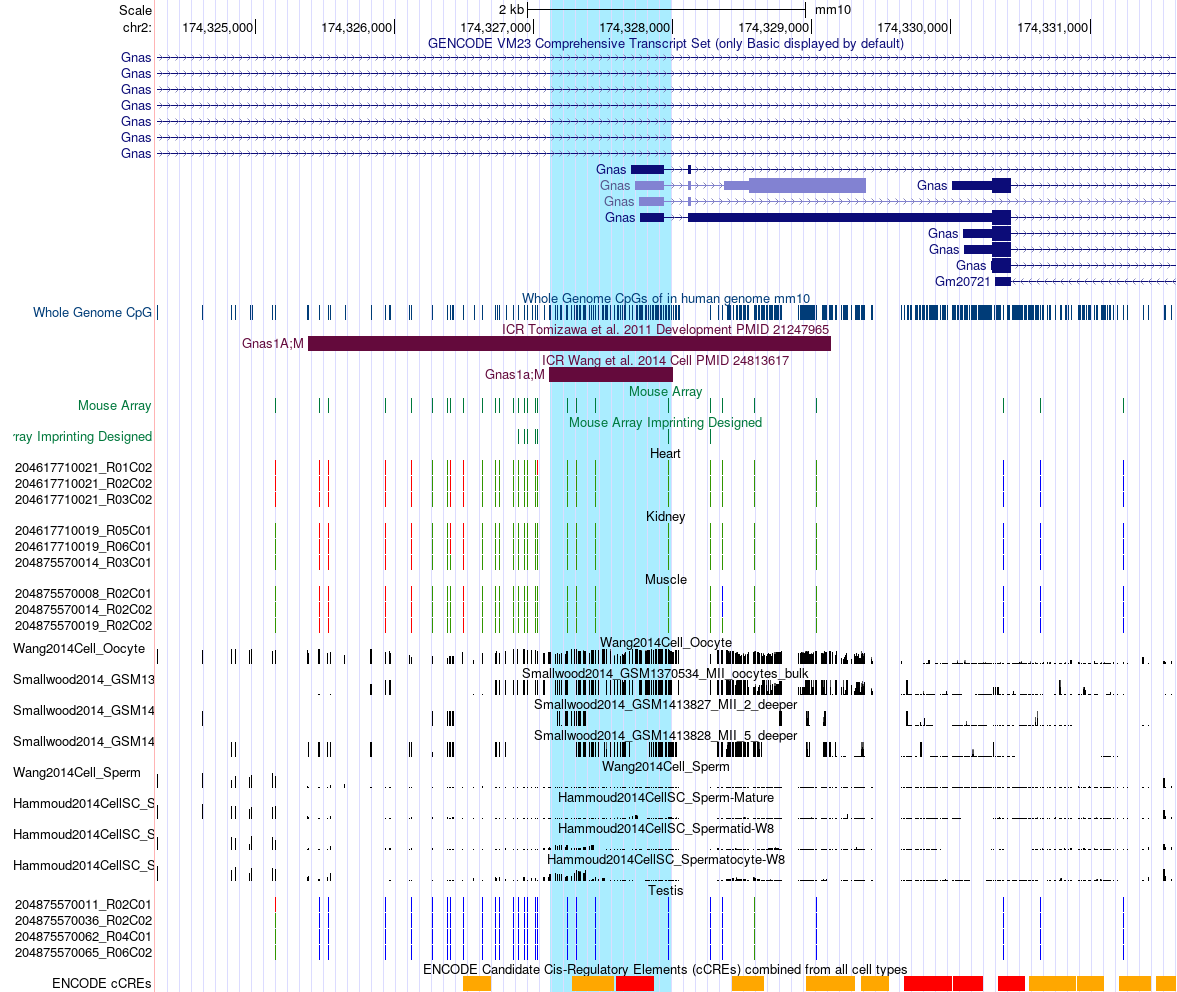 Scale 2 kb mm10
chr2: 174,325,000 174,326,000 174,327,000 174,328,000 174,329,000 174,330,000 174,331,000
GENCODE VM23 Comprehensive Transcript Set (only Basic displayed by default)
Gnas
Gnas
Gnas
Gnas
Gnas
Gnas
Gnas
Gnas
Gnas Gnas
Gnas
Gnas
Gnas
Gnas
Gnas
Gm20721
Whole Genome CpGs of in human genome mm10
Whole Genome CpG
ICR Tomizawa et al. 2011 Development PMID 21247965
Gnas1A;M
ICR Wang et al. 2014 Cell PMID 24813617
Gnas1a;M
Mouse Array
Mouse Array
Mouse Array Imprinting Designed
ray Imprinting Designed
Heart
204617710021_R01C02
204617710021_R02C02
204617710021_R03C02
Kidney
204617710019_R05C01
204617710019_R06C01
204875570014_R03C01
Muscle
204875570008_R02C01
204875570014_R02C02
204875570019_R02C02
Wang2014Cell_Oocyte
Wang2014Cell_Oocyte
Smallwood2014_GSM1370534_MII_oocytes_bulk
Smallwood2014_GSM13
Smallwood2014_GSM1413827_MII_2_deeper
Smallwood2014_GSM14
Smallwood2014_GSM1413828_MII_5_deeper
Smallwood2014_GSM14
Wang2014Cell_Sperm
Wang2014Cell_Sperm
Hammoud2014CellSC_Sperm-Mature
Hammoud2014CellSC_S
Hammoud2014CellSC_Spermatid-W8
Hammoud2014CellSC_S
Hammoud2014CellSC_Spermatocyte-W8
Hammoud2014CellSC_S
Testis
204875570011_R02C01
204875570036_R02C02
204875570062_R04C01
204875570065_R06C02
ENCODE Candidate Cis-Regulatory Elements (cCREs) combined from all cell types
ENCODE cCREs